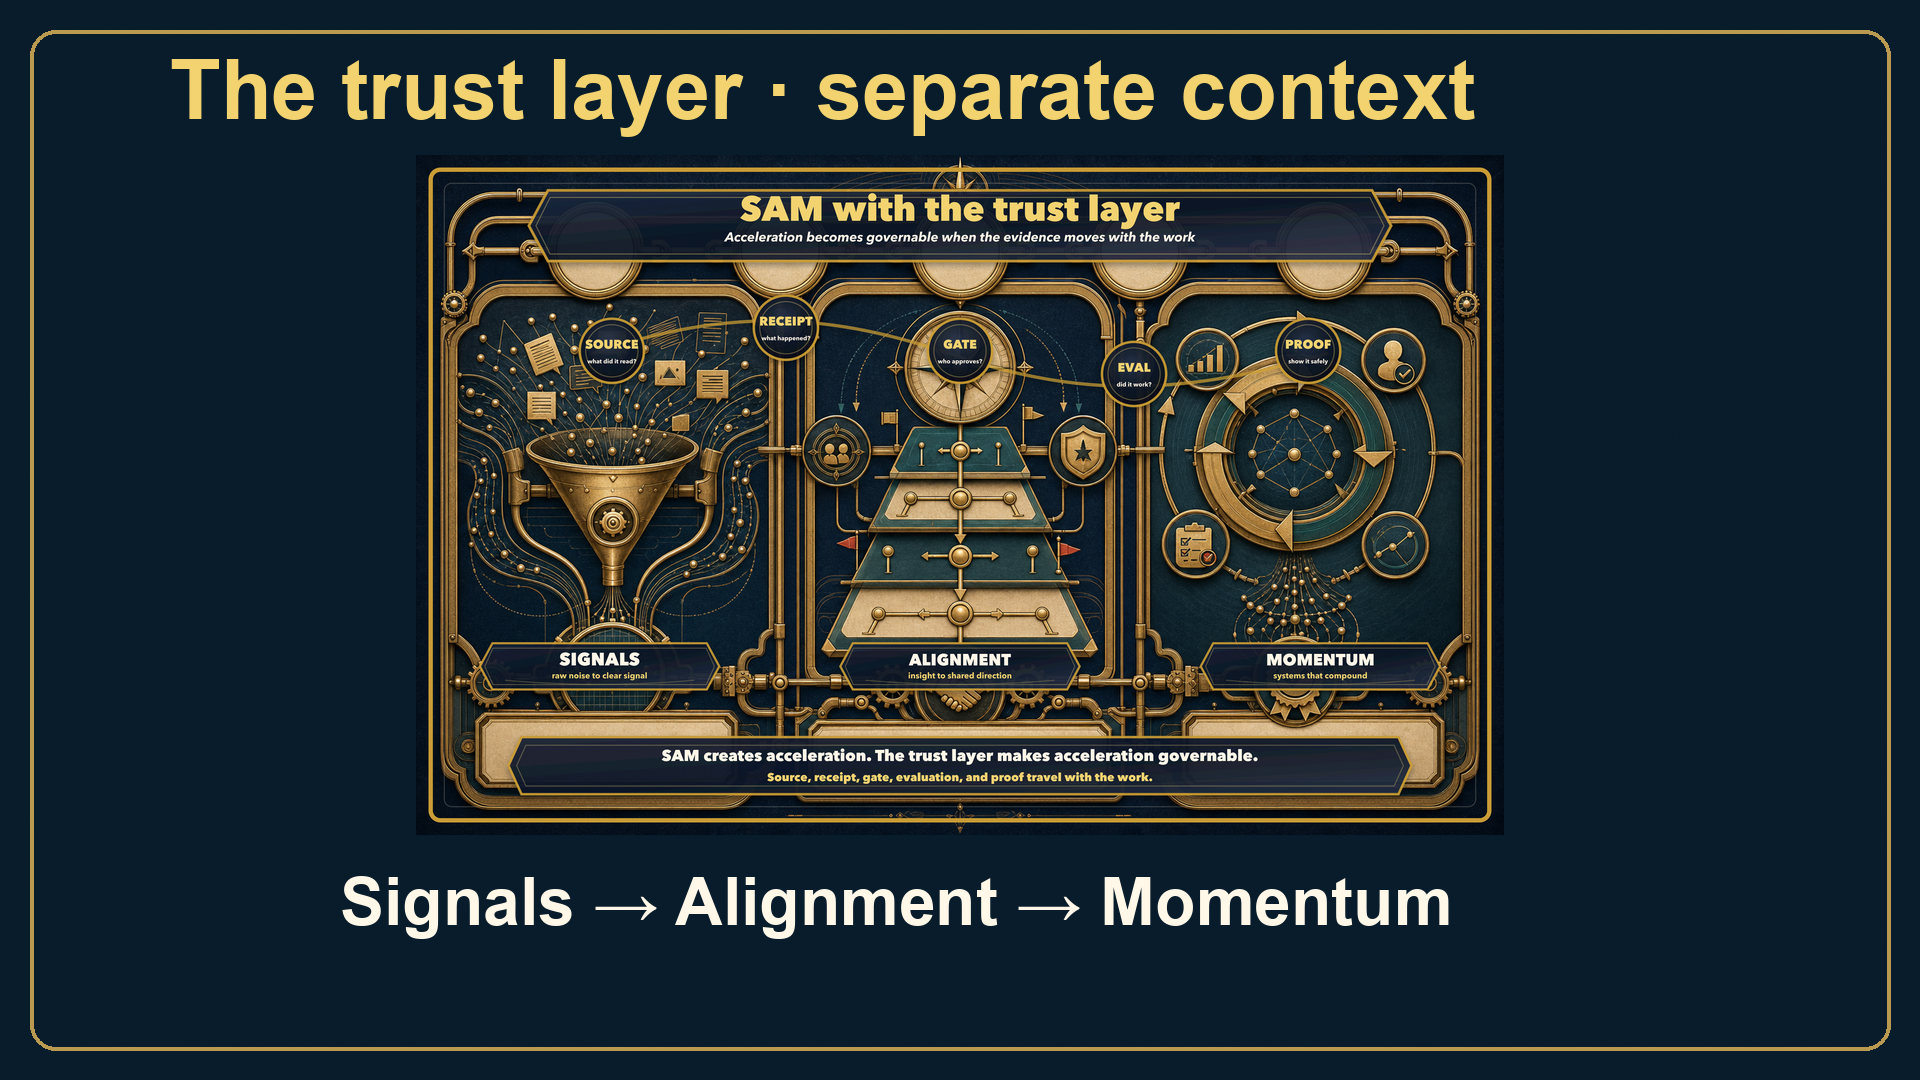 The trust layer · separate context
SAM with the trust layer
Acceleration becomes governable when the evidence moves with the work
SOURCE
what did it read?
RECEIPT
what happened?
GATE
who approves?
EVAL
did it work?
PROOF
show it safely
SIGNALS
raw noise to clear signal
ALIGNMENT
insight to shared direction
MOMENTUM
systems that compound
SAM creates acceleration. The trust layer makes acceleration governable.
Source, receipt, gate, evaluation, and proof travel with the work.
Signals → Alignment → Momentum